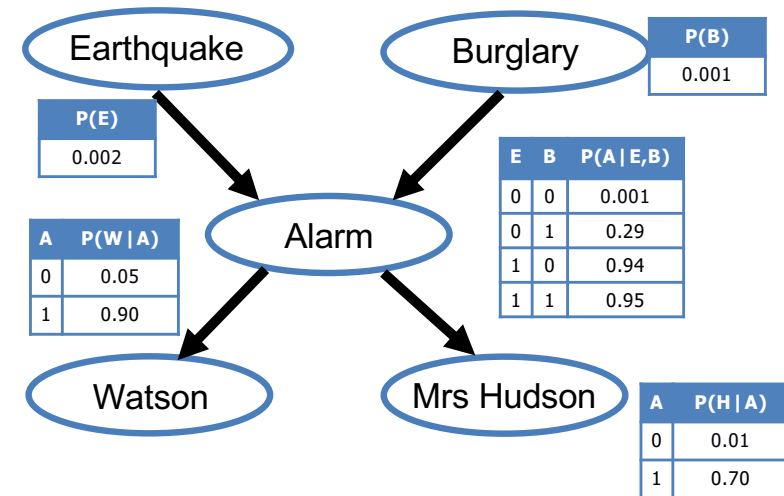 Earthquake
Burglary
P(B)
0.001
P(E)
0.002
E B P(A|E,B)
0 0 0.001
0 1 0.29
1 0 0.94
1 1 0.95
Alarm
A P(W|A)
0 0.05
1 0.90
Watson
Mrs Hudson
A P(H|A)
0 0.01
1 0.70